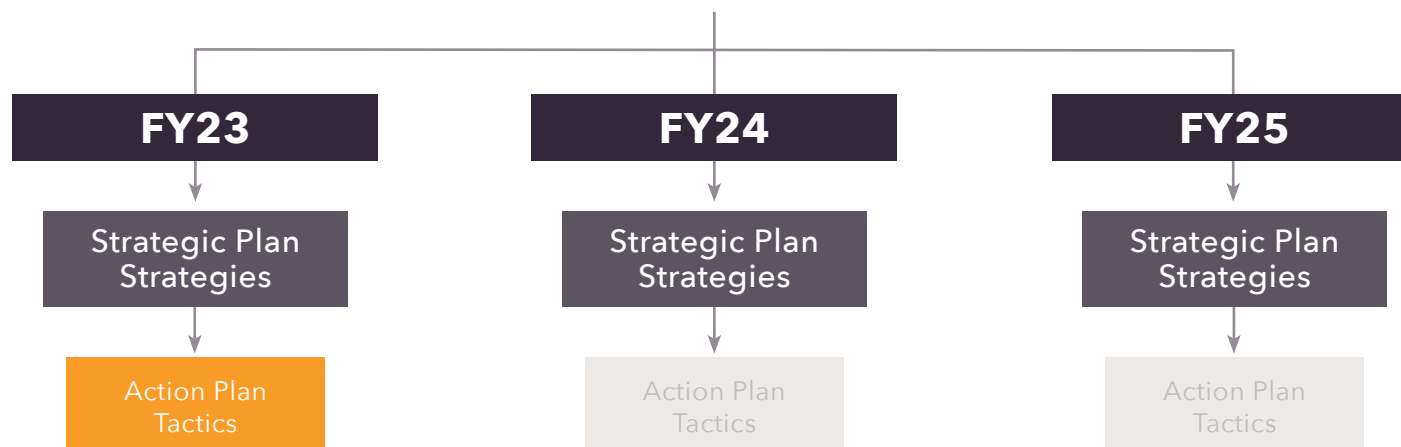 FY23
FY24
FY25
Strategic Plan
Strategies
Strategic Plan
Strategies
Strategic Plan
Strategies
Action Plan
Tactics
Action Plan
Tactics
Action Plan
Tactics